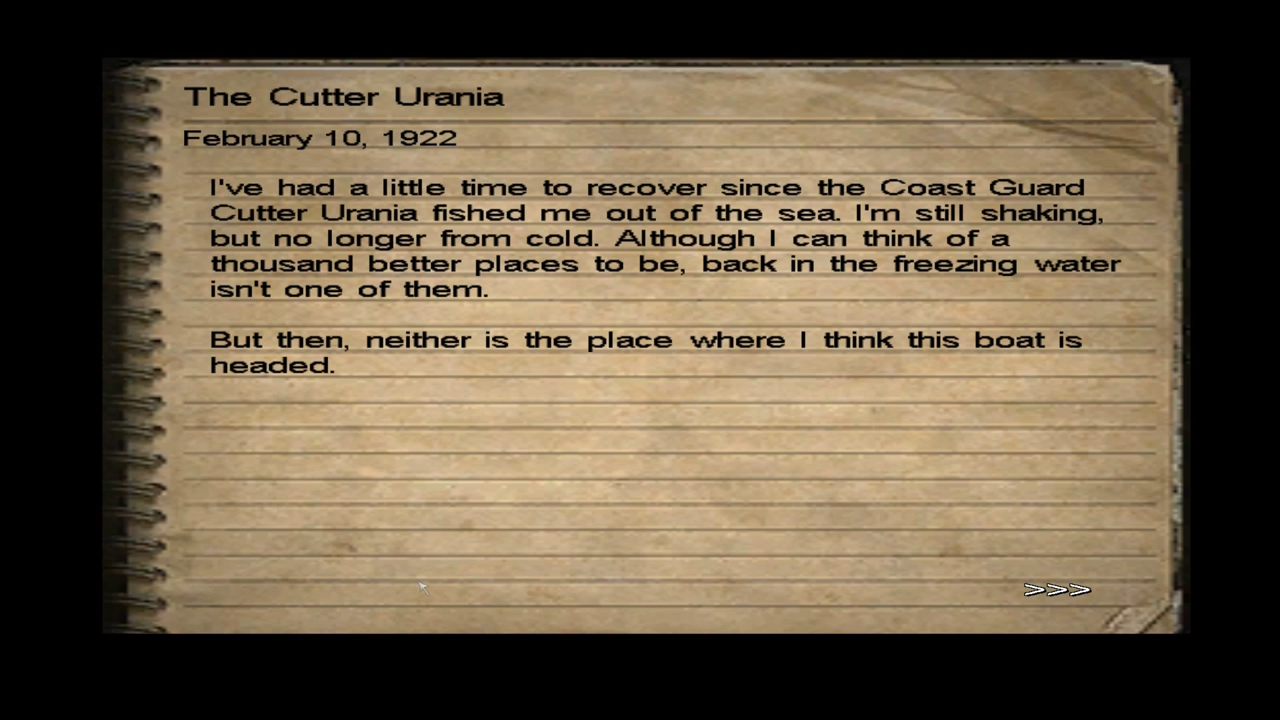 The Cutter Urania
February 10, 1922
I've had a little time to recover since the Coast Guard
Cutter Urania fished me out of the sea. I'm still shaking,
but no longer from cold. Although I can think of a
thousand better places to be, back in the freezing water
isn't one of them.
But then, neither is the place where I think this boat is
headed.
>>>